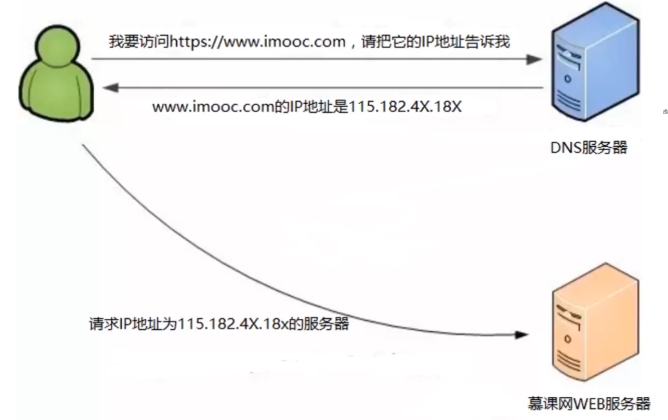 我要访问https://www.imooc.com，请把它的IP地址告诉我
www.imooc.com的IP地址是115.182.4X.18X
DNS服务器
请求IP地址为115.182.4X.18x的服务器
慕课网WEB服务器